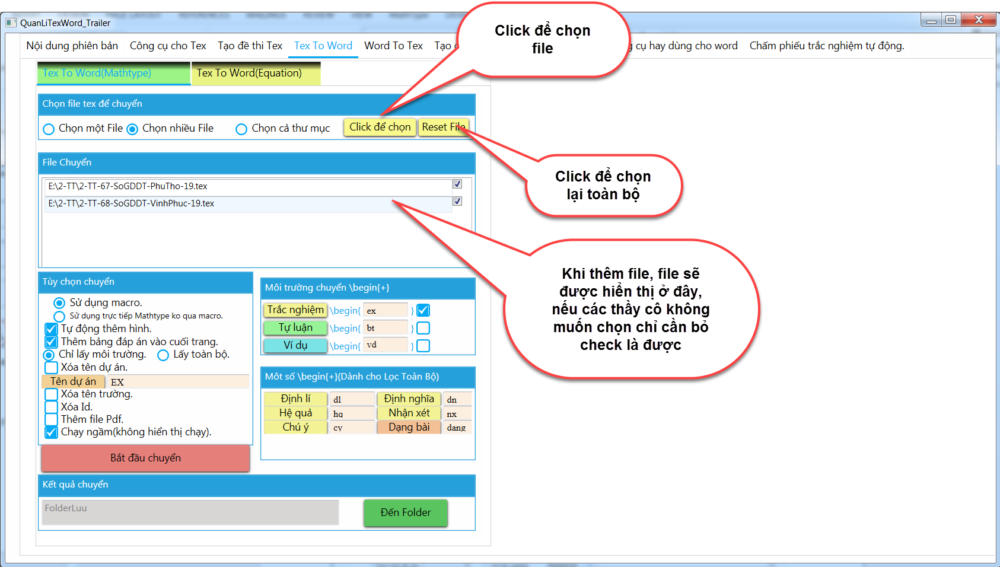 QuanLiTexWord_Trailer
Nội dung phiên bản Công cụ cho Tex Tạo đề thi Tex Tex To Word Word To Tex Tạo cụ hay dùng cho word Chấm phiếu trắc nghiệm tự động.
Click để chọn
file
Tex To Word(Mathtype) Tex To Word(Equation)
Chọn file tex để chuyển
Chọn một File Chọn nhiều File Chọn cả thư mục Click để chọn Reset File
File Chuyển
Click để chọn
lại toàn bộ
E:\2-TT\2-TT-67-SoGDDT-PhuTho-19.tex
E:\2-TT\2-TT-68-SoGDDT-VinhPhuc-19.tex
Khi thêm file, file sẽ
được hiển thị ở đây,
nếu các thầy cô không
muốn chọn chỉ cần bỏ
check là được
Tùy chọn chuyển
Sử dụng macro.
Sử dụng trực tiếp Mathtype ko qua macro.
Tự động thêm hình.
Thêm bảng đáp án vào cuối trang.
Chỉ lấy môi trường. Lấy toàn bộ.
Xóa tên dự án.
Tên dự án EX
Xóa tên trường.
Xóa Id.
Thêm file Pdf.
Chạy ngầm(không hiển thị chạy).
Bắt đầu chuyển
Môi trường chuyển \begin{+}
Trắc nghiệm \begin{ ex }
Tự luận \begin{ bt }
Ví dụ \begin{ vd }
Môt số \begin{+}(Dành cho Lọc Toàn Bộ)
Định lí dl Định nghĩa dn
Hệ quả hq Nhận xét nx
Chú ý cy Dạng bài dang
Kết quả chuyển
FolderLuu Đến Folder